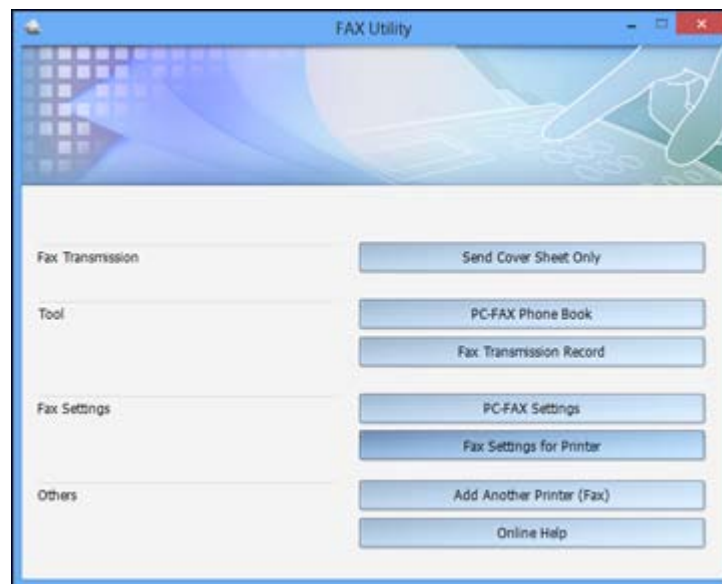 FAX Utility
Fax Transmission
Send Cover Sheet Only
Tool
PC-FAX Phone Book
Fax Transmission Record
Fax Settings
PC-FAX Settings
Fax Settings for Printer
Others
Add Another Printer (Fax)
Online Help